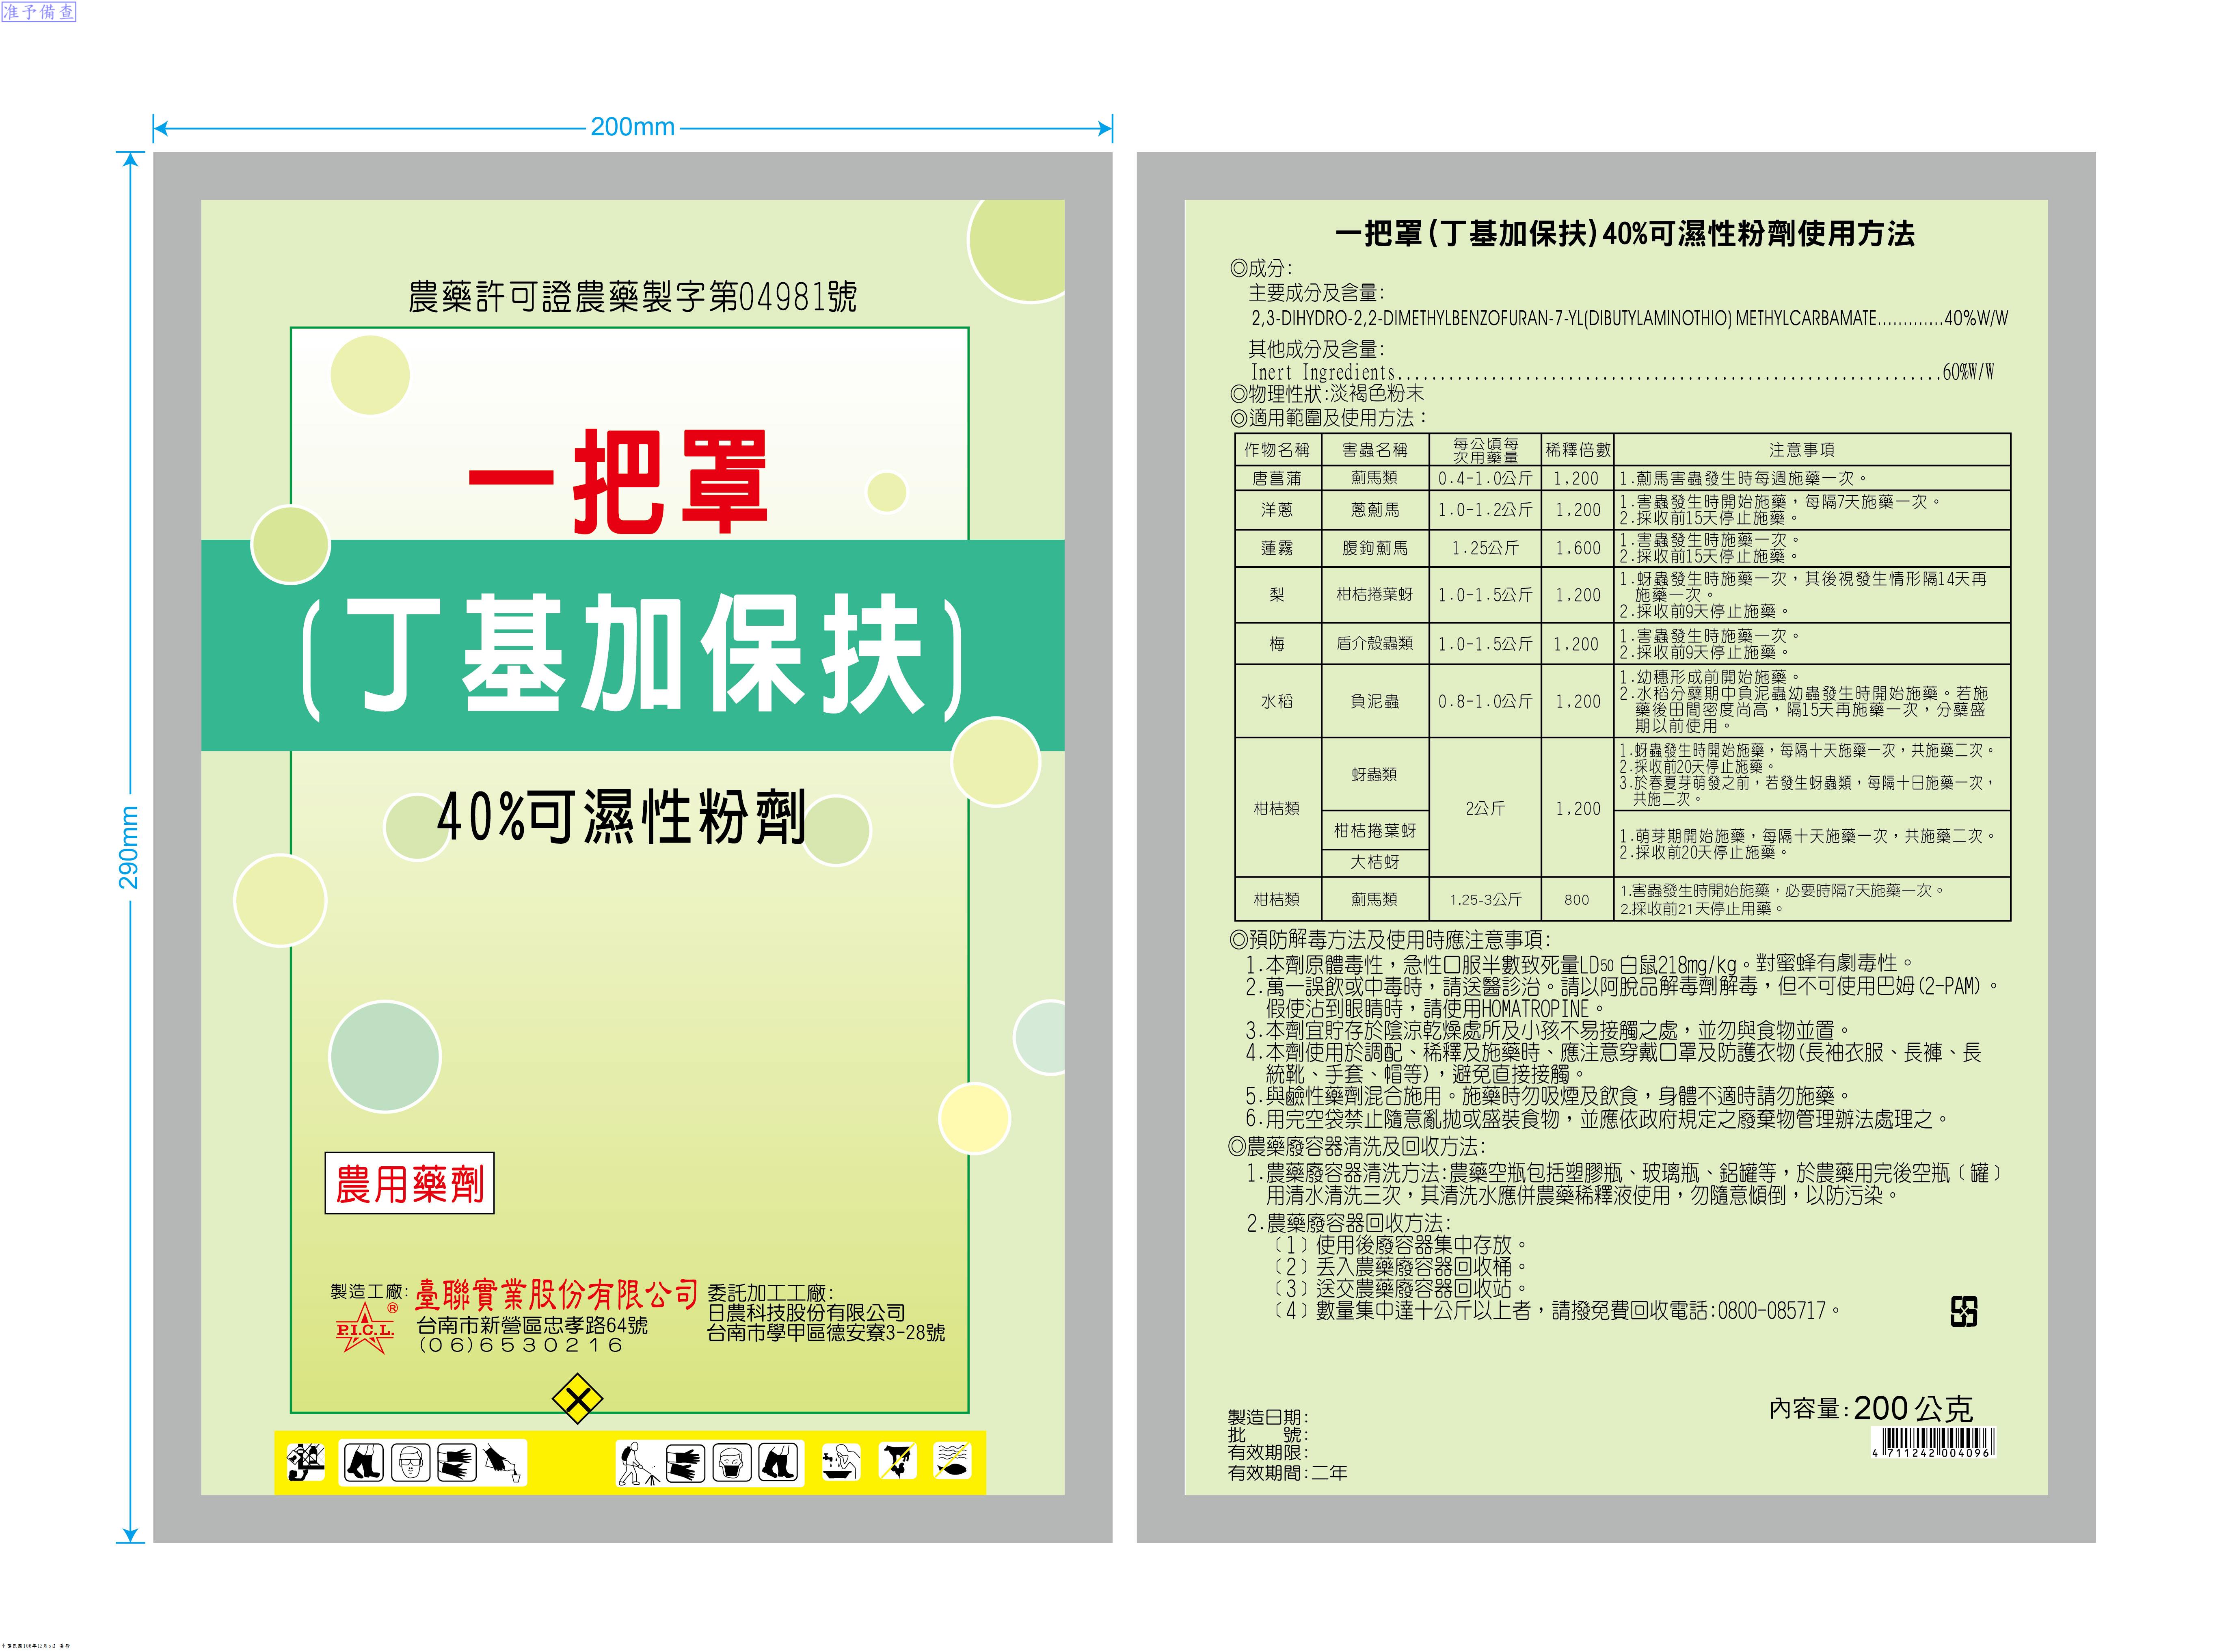 准予備查
200mm
290mm
農藥許可證農藥製字第04981號
一把罩
(丁基加保扶)
40%可濕性粉劑
農用藥劑
製造工廠:臺聯實業股份有限公司
P.I.C.L.®
台南市新營區忠孝路64號
(06)6530216
委託加工工廠:
日農科技股份有限公司
台南市學甲區德安寮3-28號
一把罩(丁基加保扶)40%可濕性粉劑使用方法
◎成分:
主要成分及含量:
2,3-DIHYDRO-2,2-DIMETHYLBENZOFURAN-7-YL(DIBUTYLAMINOTHIO) METHYLCARBAMATE.............40%W/W
其他成分及含量:
Inert Ingredients................................................................60%W/W
◎物理性狀:淡褐色粉末
◎適用範圍及使用方法:
作物名稱 害蟲名稱 每公頃每次用藥量 稀釋倍數 注意事項
唐菖蒲 薊馬類 0.4-1.0公斤 1,200 1.薊馬害蟲發生時每週施藥一次。
洋蔥 蔥薊馬 1.0-1.2公斤 1,200 1.害蟲發生時開始施藥,每隔7天施藥一次。
2.採收前15天停止施藥。
蓮霧 腹鉤薊馬 1.25公斤 1,600 1.害蟲發生時施藥一次。
2.採收前15天停止施藥。
梨 柑桔捲葉蚜 1.0-1.5公斤 1,200 1.蚜蟲發生時施藥一次,其後視發生情形隔14天再
施藥一次。
2.採收前9天停止施藥。
梅 盾介殼蟲類 1.0-1.5公斤 1,200 1.害蟲發生時施藥一次。
2.採收前9天停止施藥。
水稻 負泥蟲 0.8-1.0公斤 1,200 1.幼穗形成前開始施藥。
2.水稻分蘗期中負泥蟲幼蟲發生時開始施藥。若施
藥後田間密度尚高,隔15天再施藥一次,分蘗盛
期以前使用。
柑桔類 蚜蟲類 2公斤 1,200 1.蚜蟲發生時開始施藥,每隔十天施藥一次,共施藥二次。
2.採收前20天停止施藥。
3.於春夏芽萌發之前,若發生蚜蟲類,每隔十日施藥一次,
共施二次。
柑桔捲葉蚜
大桔蚜
1.萌芽期開始施藥,每隔十天施藥一次,共施藥二次。
2.採收前20天停止施藥。
柑桔類 薊馬類 1.25-3公斤 800 1.害蟲發生時開始施藥,必要時隔7天施藥一次。
2.採收前21天停止用藥。
◎預防解毒方法及使用時應注意事項:
1.本劑原體毒性,急性口服半數致死量LD50 白鼠218mg/kg。對蜜蜂有劇毒性。
2.萬一誤飲或中毒時,請送醫診治。請以阿脫品解毒劑解毒,但不可使用巴姆(2-PAM)。
假使沾到眼睛時,請使用HOMATROPINE。
3.本劑宜貯存於陰涼乾燥處所及小孩不易接觸之處,並勿與食物並置。
4.本劑使用於調配、稀釋及施藥時、應注意穿戴口罩及防護衣物(長袖衣服、長褲、長
統靴、手套、帽等),避免直接接觸。
5.與鹼性藥劑混合施用。施藥時勿吸煙及飲食,身體不適時請勿施藥。
6.用完空袋禁止隨意亂拋或盛裝食物,並應依政府規定之廢棄物管理辦法處理之。
◎農藥廢容器清洗及回收方法:
1.農藥廢容器清洗方法:農藥空瓶包括塑膠瓶、玻璃瓶、鋁罐等,於農藥用完後空瓶﹝罐﹞
用清水清洗三次,其清洗水應併農藥稀釋液使用,勿隨意傾倒,以防污染。
2.農藥廢容器回收方法:
﹝1﹞使用後廢容器集中存放。
﹝2﹞丟入農藥廢容器回收桶。
﹝3﹞送交農藥廢容器回收站。
﹝4﹞數量集中達十公斤以上者,請撥免費回收電話:0800-085717。
內容量:200公克
4 711242 004096
製造日期:
批 號:
有效期限:
有效期間:二年
中華民國106年12月5日